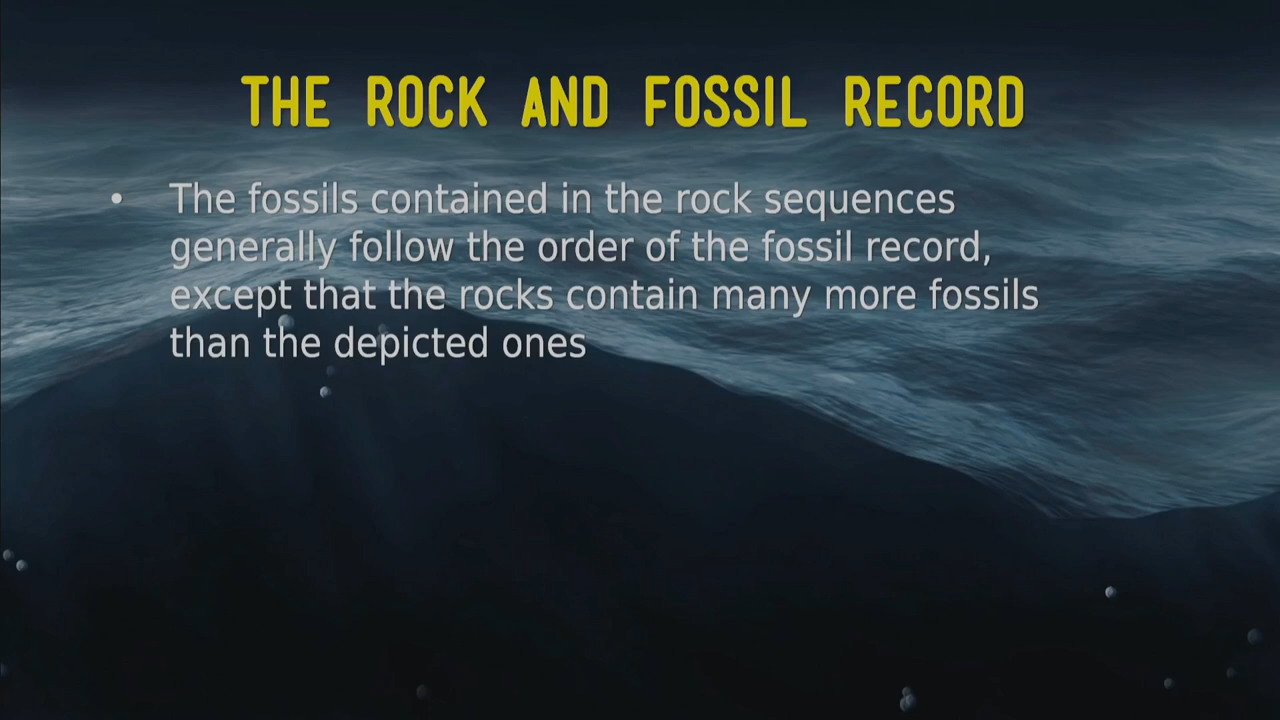 THE ROCK AND FOSSIL RECORD
• The fossils contained in the rock sequences
generally follow the order of the fossil record,
except that the rocks contain many more fossils
than the depicted ones